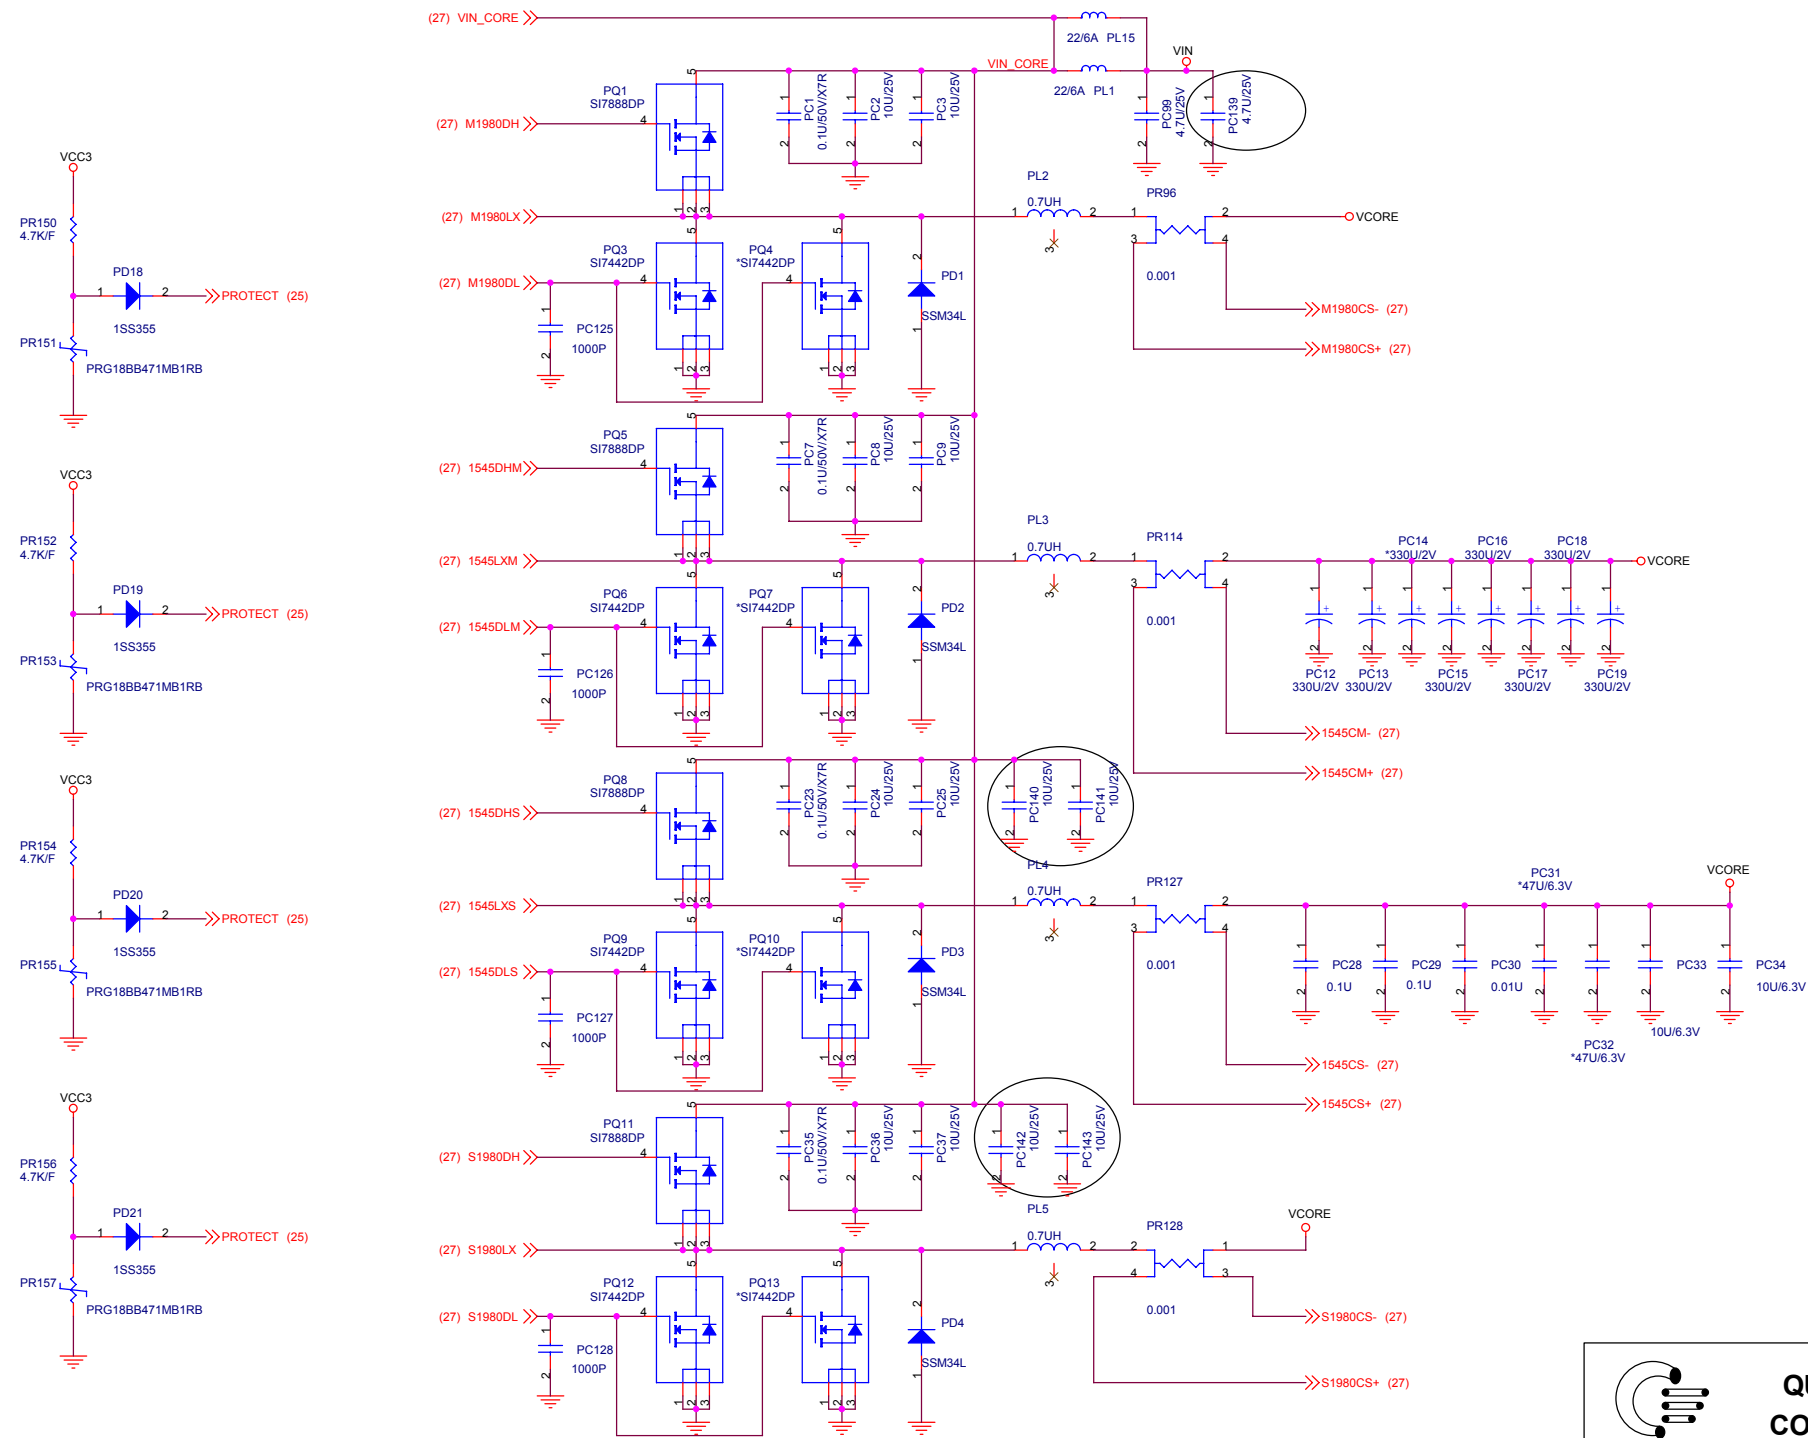 (27) VIN_CORE
22/6A PL15
VIN
VIN_CORE
22/6A PL1
PC99
4.7U/25V
PC139
4.7U/25V
PQ1
SI7888DP
(27) M1980DH
PC1
0.1U/50V/X7R
PC2
10U/25V
PC3
10U/25V
PL2
0.7UH
PR96
0.001
VCORE
(27) M1980LX
PQ3
SI7442DP
PQ4
*SI7442DP
(27) M1980DL
PC125
1000P
PD1
SSM34L
M1980CS- (27)
M1980CS+ (27)
VCC3
PR150
4.7K/F
PD18
1SS355
PROTECT (25)
PR151
PRG18BB471MB1RB
PQ5
SI7888DP
(27) 1545DHM
PC7
0.1U/50V/X7R
PC8
10U/25V
PC9
10U/25V
PL3
0.7UH
PR114
0.001
(27) 1545LXM
PQ6
SI7442DP
PQ7
*SI7442DP
(27) 1545DLM
PC126
1000P
PD2
SSM34L
PC14
*330U/2V
PC16
330U/2V
PC18
330U/2V
VCORE
PC12
330U/2V
PC13
330U/2V
PC15
330U/2V
PC17
330U/2V
PC19
330U/2V
1545CM- (27)
1545CM+ (27)
VCC3
PR152
4.7K/F
PD19
1SS355
PROTECT (25)
PR153
PRG18BB471MB1RB
PQ8
SI7888DP
(27) 1545DHS
PC23
0.1U/50V/X7R
PC24
10U/25V
PC25
10U/25V
PC140
10U/25V
PC141
10U/25V
PL4
0.7UH
PR127
0.001
(27) 1545LXS
PQ9
SI7442DP
PQ10
*SI7442DP
(27) 1545DLS
PC127
1000P
PD3
SSM34L
PC31
*47U/6.3V
VCORE
PC28
0.1U
PC29
0.1U
PC30
0.01U
PC33
10U/6.3V
PC34
10U/6.3V
PC32
*47U/6.3V
1545CS- (27)
1545CS+ (27)
VCC3
PR154
4.7K/F
PD20
1SS355
PROTECT (25)
PR155
PRG18BB471MB1RB
PQ11
SI7888DP
(27) S1980DH
PC35
0.1U/50V/X7R
PC36
10U/25V
PC37
10U/25V
PC142
10U/25V
PC143
10U/25V
PL5
0.7UH
PR128
0.001
VCORE
(27) S1980LX
PQ12
SI7442DP
PQ13
*SI7442DP
(27) S1980DL
PC128
1000P
PD4
SSM34L
S1980CS- (27)
S1980CS+ (27)
VCC3
PR156
4.7K/F
PD21
1SS355
PROTECT (25)
PR157
PRG18BB471MB1RB
QU
CO